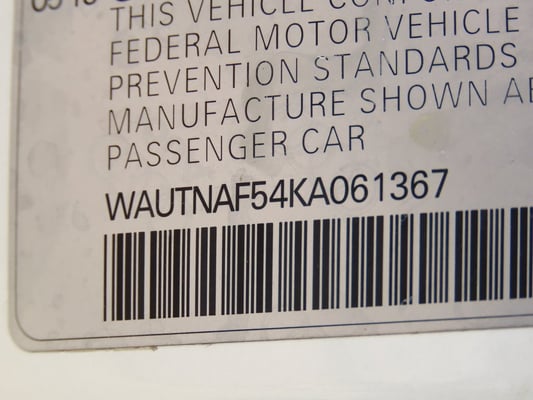 THIS VEHICLE
FEDERAL MOTOR VEHICLE
PREVENTION STANDARDS
MANUFACTURE SHOWN
PASSENGER CAR
WAUTNAF54KA061367